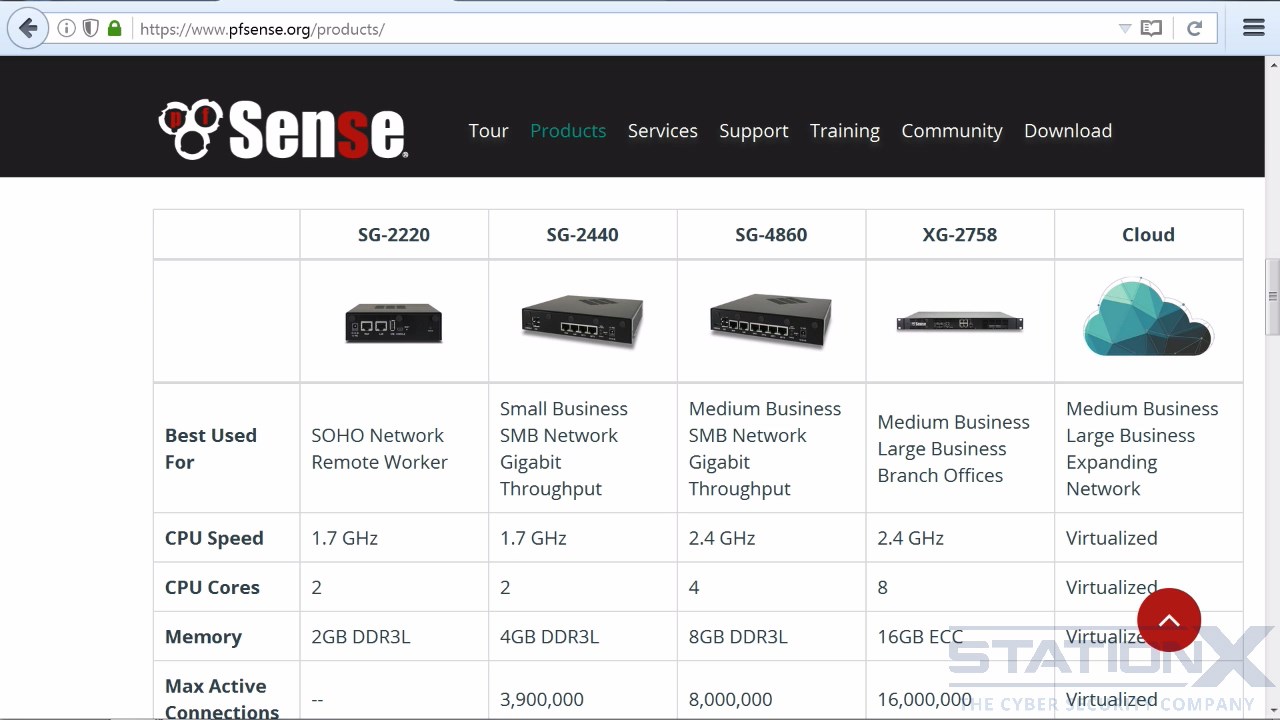 https://www.pfsense.org/products/
pfSense®
Tour Products Services Support Training Community Download
SG-2220 SG-2440 SG-4860 XG-2758 Cloud
Best Used
For
SOHO Network
Remote Worker
Small Business
SMB Network
Gigabit
Throughput
Medium Business
SMB Network
Gigabit
Throughput
Medium Business
Large Business
Branch Offices
Medium Business
Large Business
Expanding
Network
CPU Speed 1.7 GHz 1.7 GHz 2.4 GHz 2.4 GHz Virtualized
CPU Cores 2 2 4 8 Virtualized
Memory 2GB DDR3L 4GB DDR3L 8GB DDR3L 16GB ECC Virtualized
Max Active
Connections
-- 3,900,000 8,000,000 16,000,000 Virtualized
STATIONX
THE CYBER SECURITY COMPANY